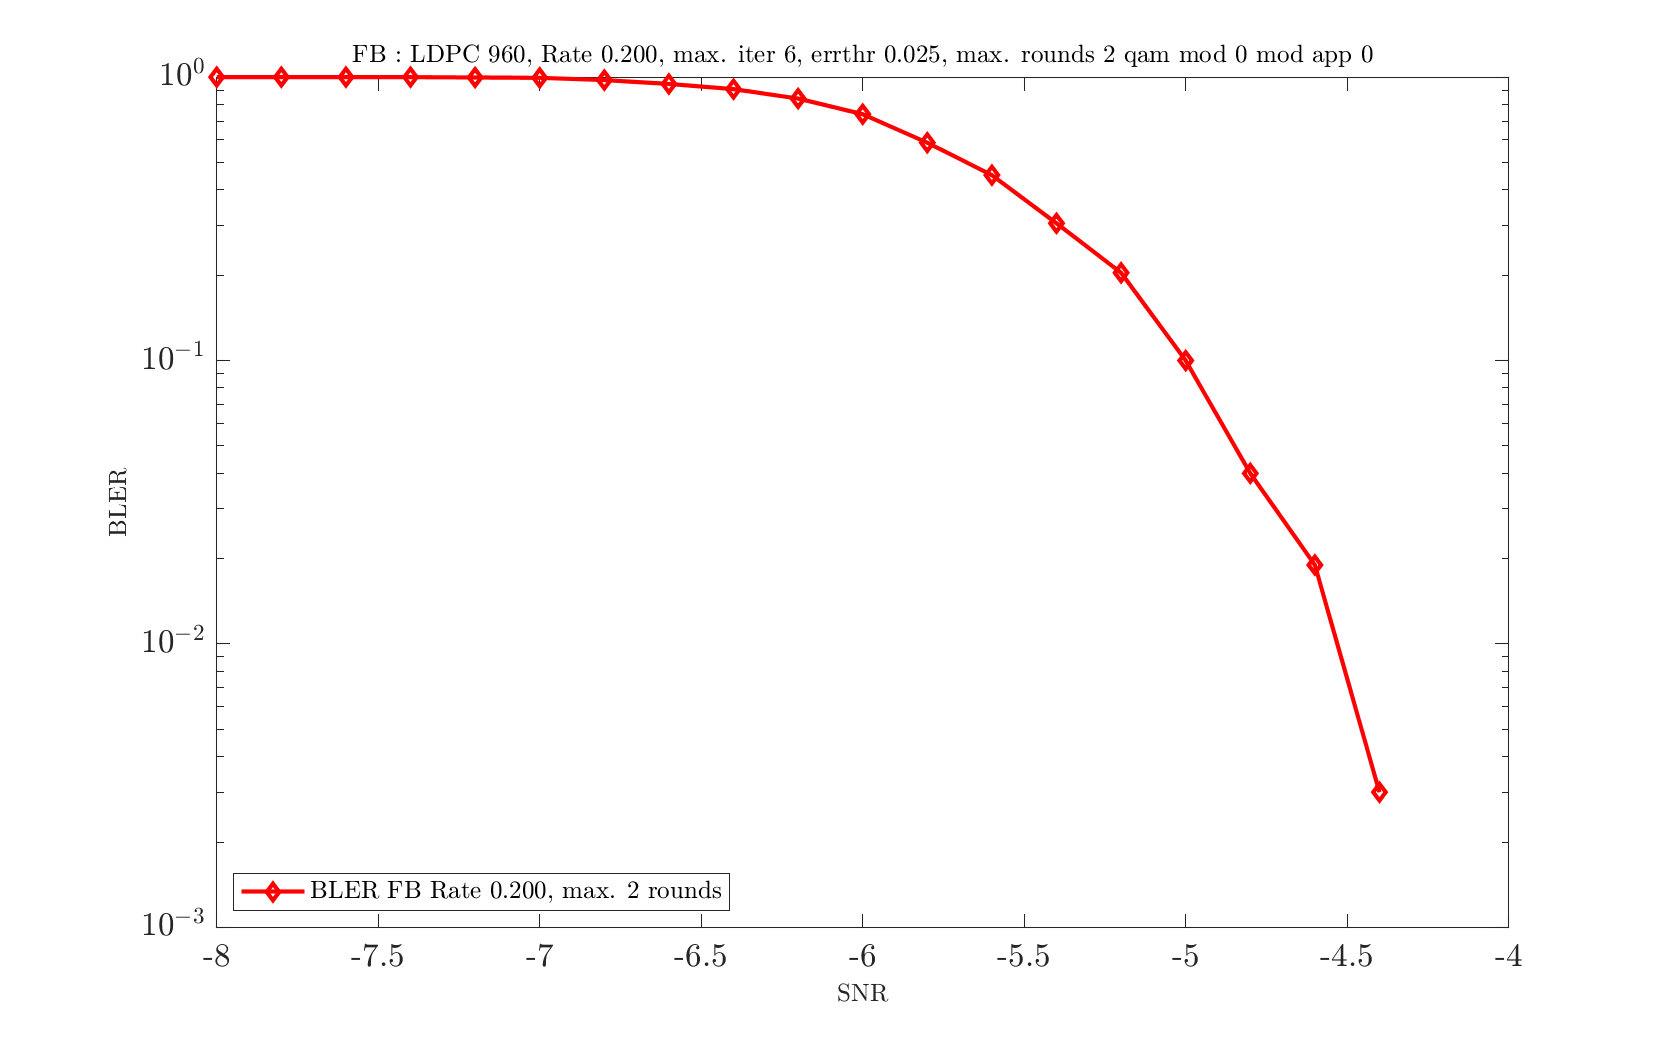 FB : LDPC 960, Rate 0.200, max. iter 6, errthr 0.025, max. rounds 2 qam mod 0 mod app 0
10^0
10^-1
10^-2
10^-3
BLER
BLER FB Rate 0.200, max. 2 rounds
-8 -7.5 -7 -6.5 -6 -5.5 -5 -4.5 -4
SNR